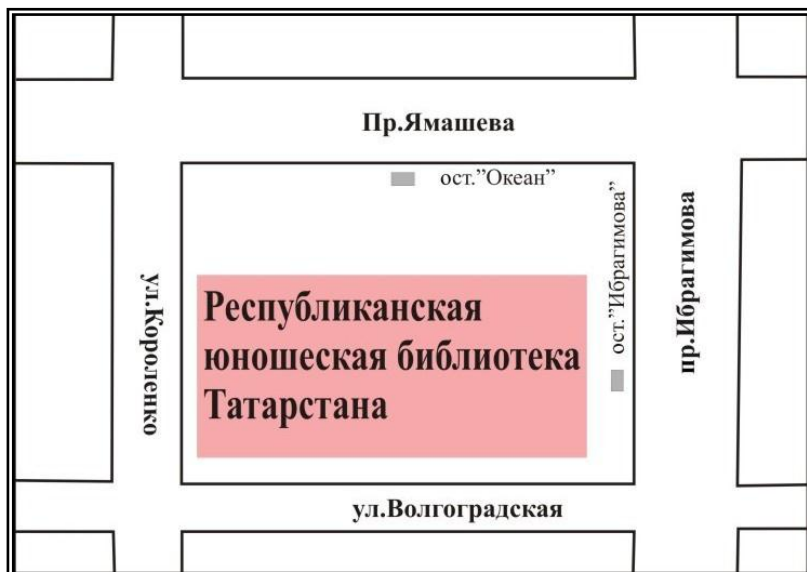 Пр.Ямашева
ост.”Океан”
ост.”Ибрагимова”
пр.Ибрагимова
ул.Короленко
Республиканская
юношеская библиотека
Татарстана
ул.Волгоградская